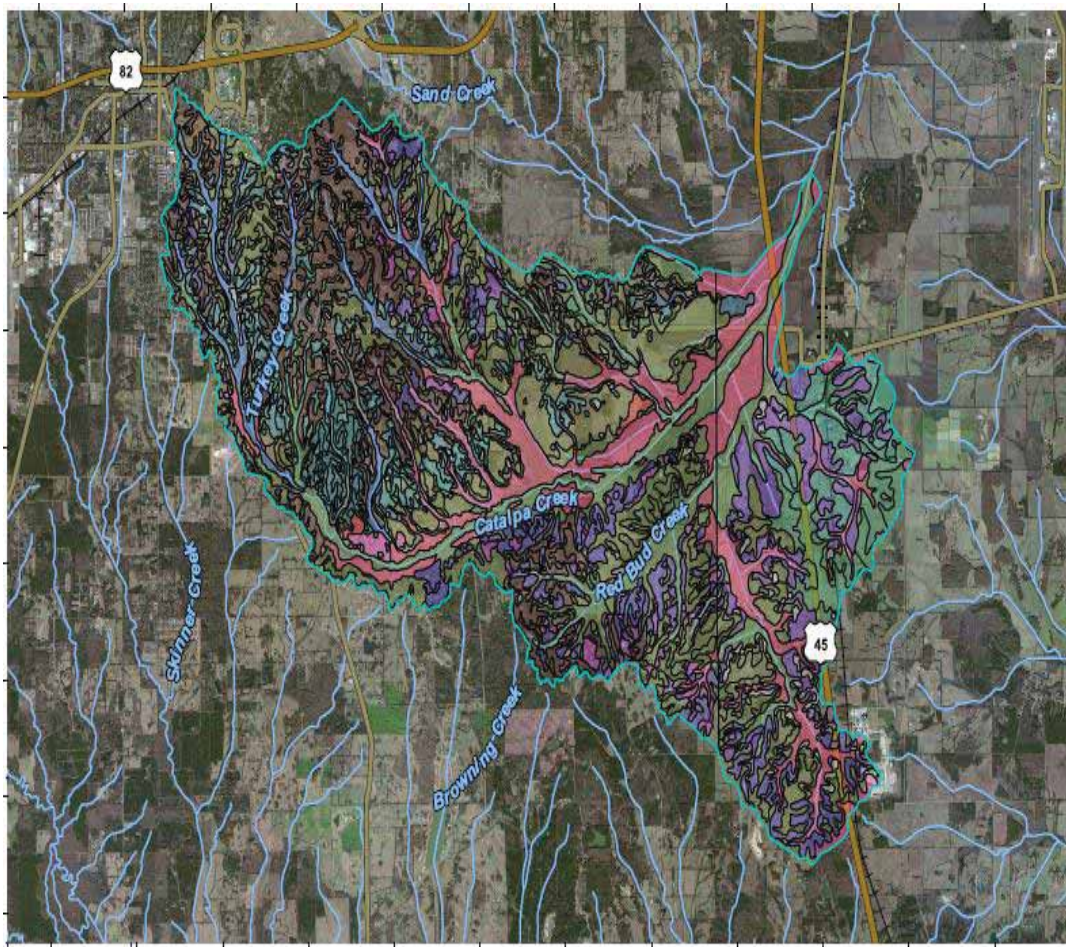 82
Sand Creek
Turkey Creek
Catalpa Creek
Red Bud Creek
Skinner Creek
45
Browning Creek